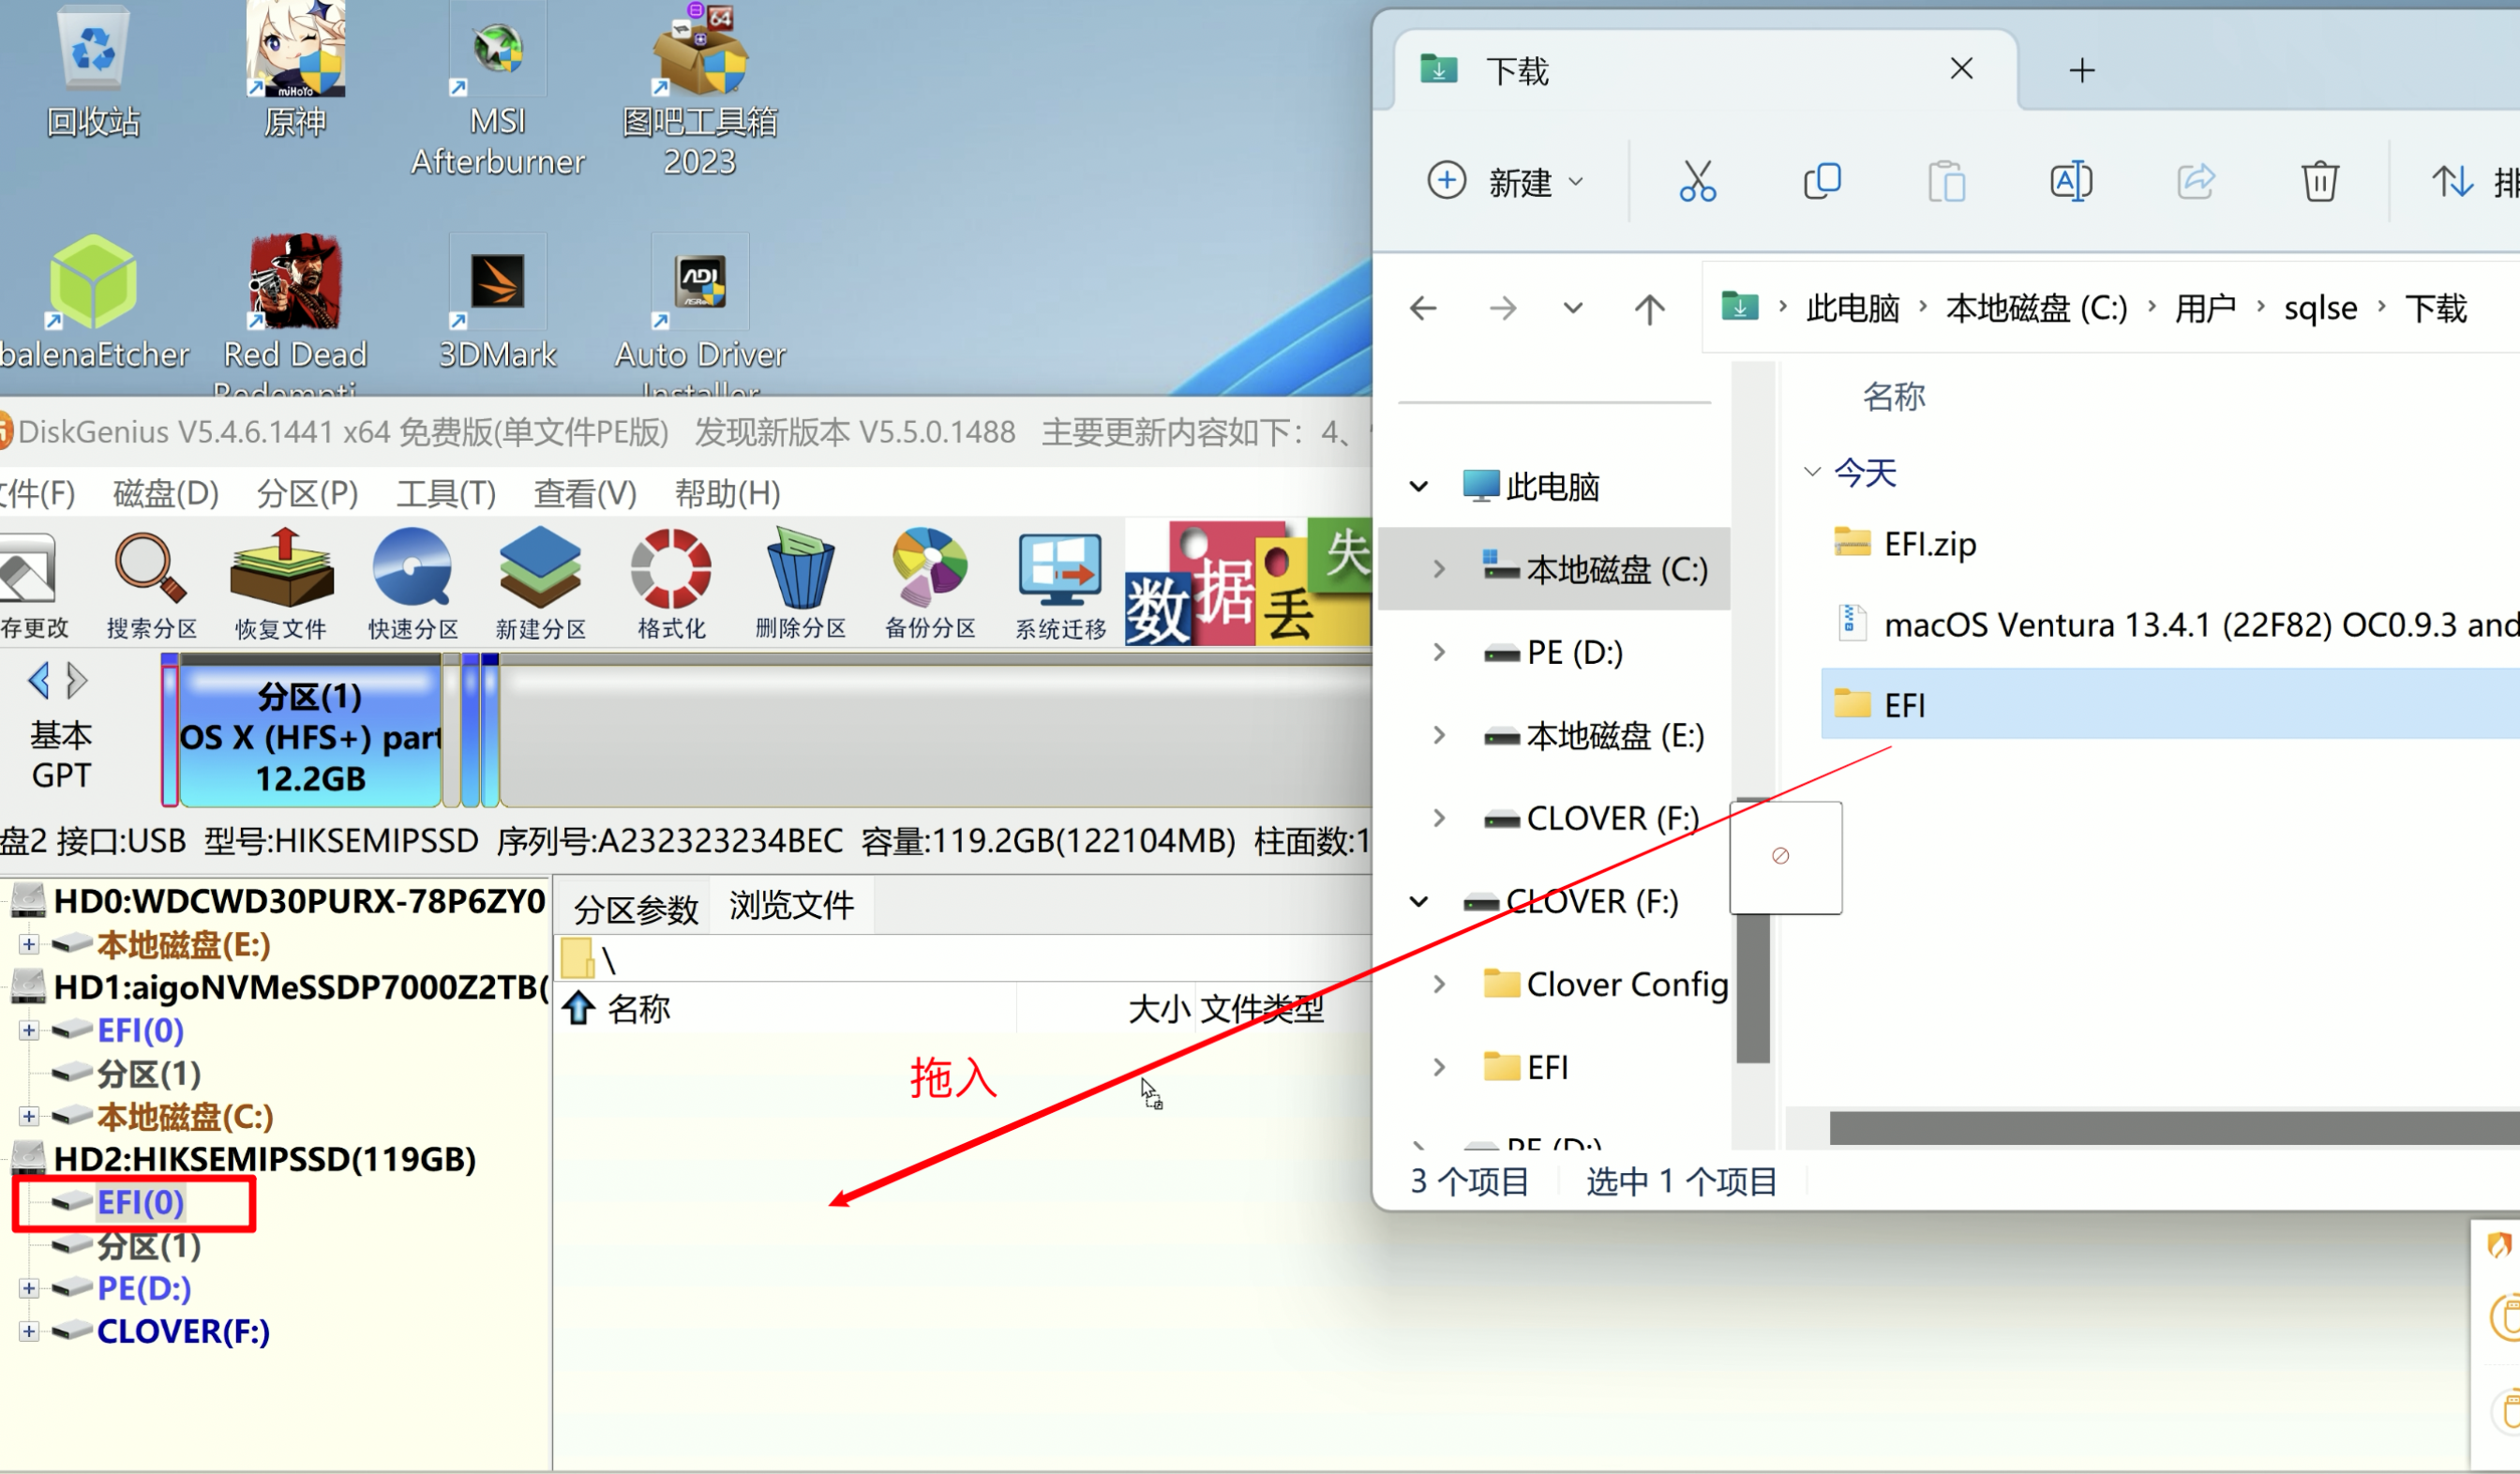 回收站
原神
miHoYo
MSI
Afterburner
64
图吧工具箱
2023
balenaEtcher
Red Dead
Redempti...
3DMark
ADI
Auto Driver
Installer
下载
新建
此电脑 › 本地磁盘 (C:) › 用户 › sqlse › 下载
此电脑
本地磁盘 (C:)
PE (D:)
本地磁盘 (E:)
CLOVER (F:)
CLOVER (F:)
Clover Config
EFI
PE (D:)
名称
今天
EFI.zip
macOS Ventura 13.4.1 (22F82) OC0.9.3 and
EFI
3 个项目
选中 1 个项目
DiskGenius V5.4.6.1441 x64 免费版(单文件PE版) 发现新版本 V5.5.0.1488 主要更新内容如下：4、
件(F) 磁盘(D) 分区(P) 工具(T) 查看(V) 帮助(H)
存更改 搜索分区 恢复文件 快速分区 新建分区 格式化 删除分区 备份分区 系统迁移
数据丢失
基本
GPT
分区(1)
OS X (HFS+) part
12.2GB
盘2 接口:USB 型号:HIKSEMIPSSD 序列号:A232323234BEC 容量:119.2GB(122104MB) 柱面数:1
HD0:WDCWD30PURX-78P6ZY0
本地磁盘(E:)
HD1:aigoNVMeSSDP7000Z2TB(
EFI(0)
分区(1)
本地磁盘(C:)
HD2:HIKSEMIPSSD(119GB)
EFI(0)
分区(1)
PE(D:)
CLOVER(F:)
分区参数 浏览文件
\
名称 大小 文件类型
拖入